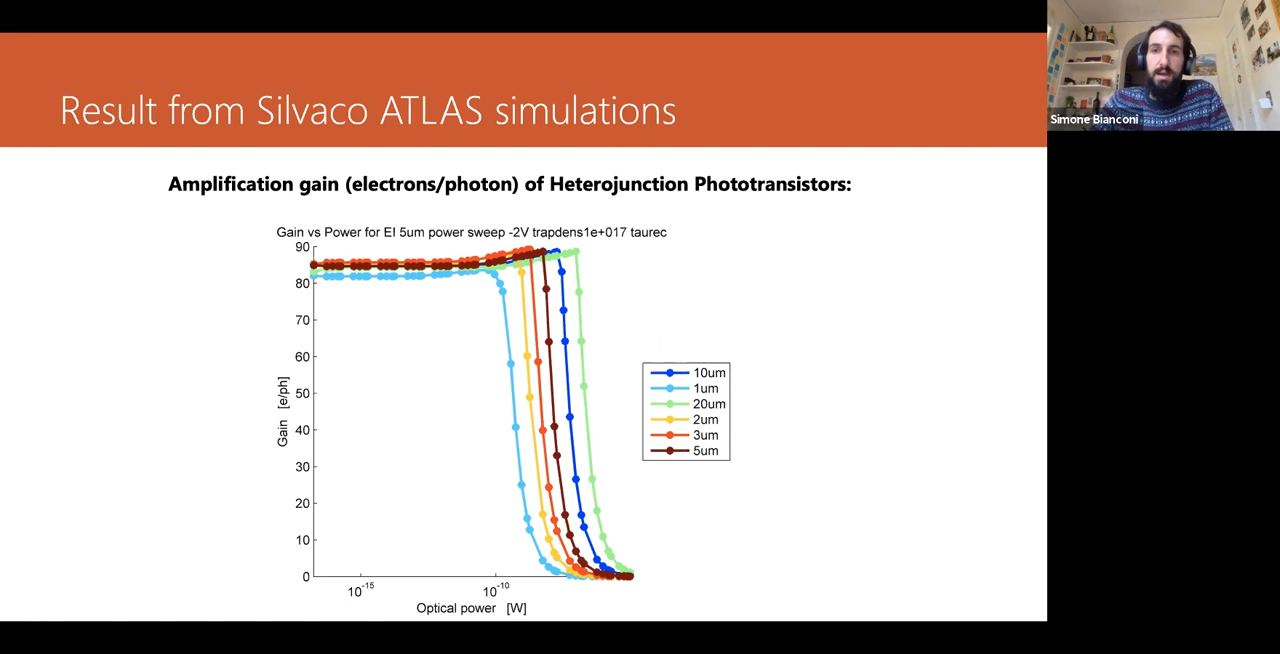 Result from Silvaco ATLAS simulations
Simone Bianconi
Amplification gain (electrons/photon) of Heterojunction Phototransistors:
Gain vs Power for EI 5um power sweep -2V trapdens1e+017 taurec
90
80
70
60
50
40
30
20
10
0
Gain [e/ph]
10^-15
10^-10
Optical power [W]
10um
1um
20um
2um
3um
5um